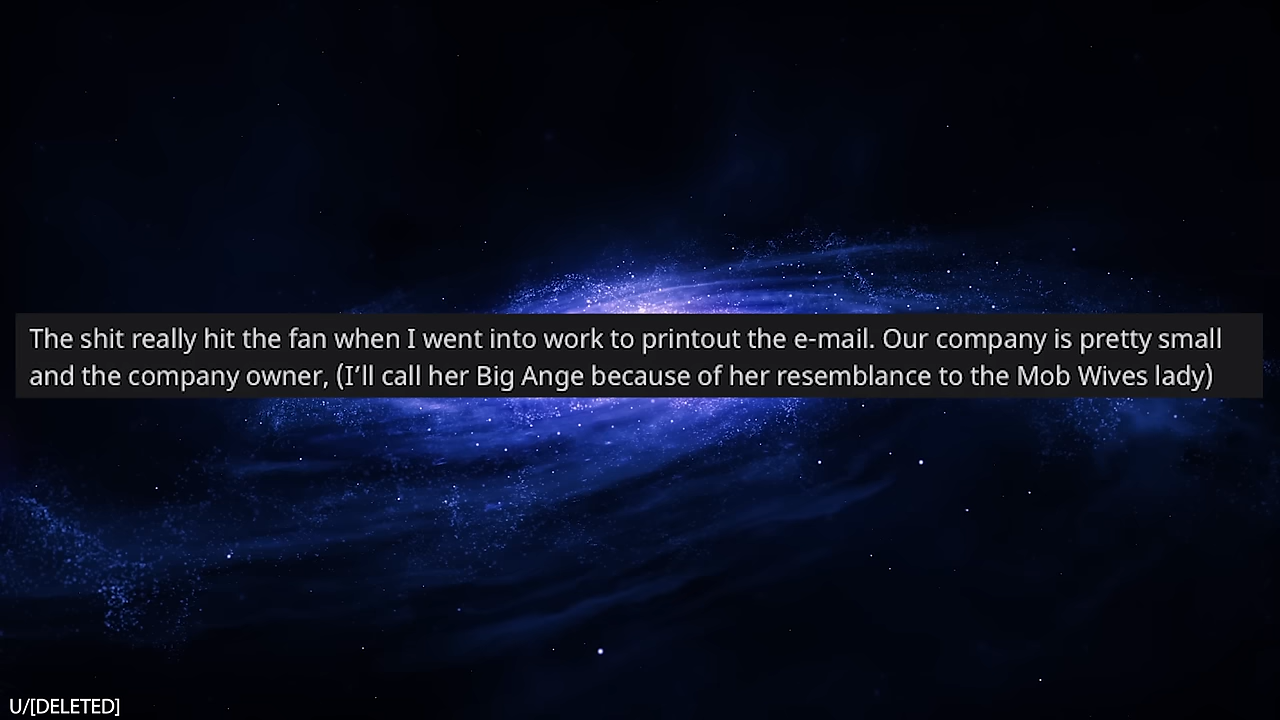 The shit really hit the fan when I went into work to printout the e-mail. Our company is pretty small
and the company owner, (I’ll call her Big Ange because of her resemblance to the Mob Wives lady)
U/[DELETED]